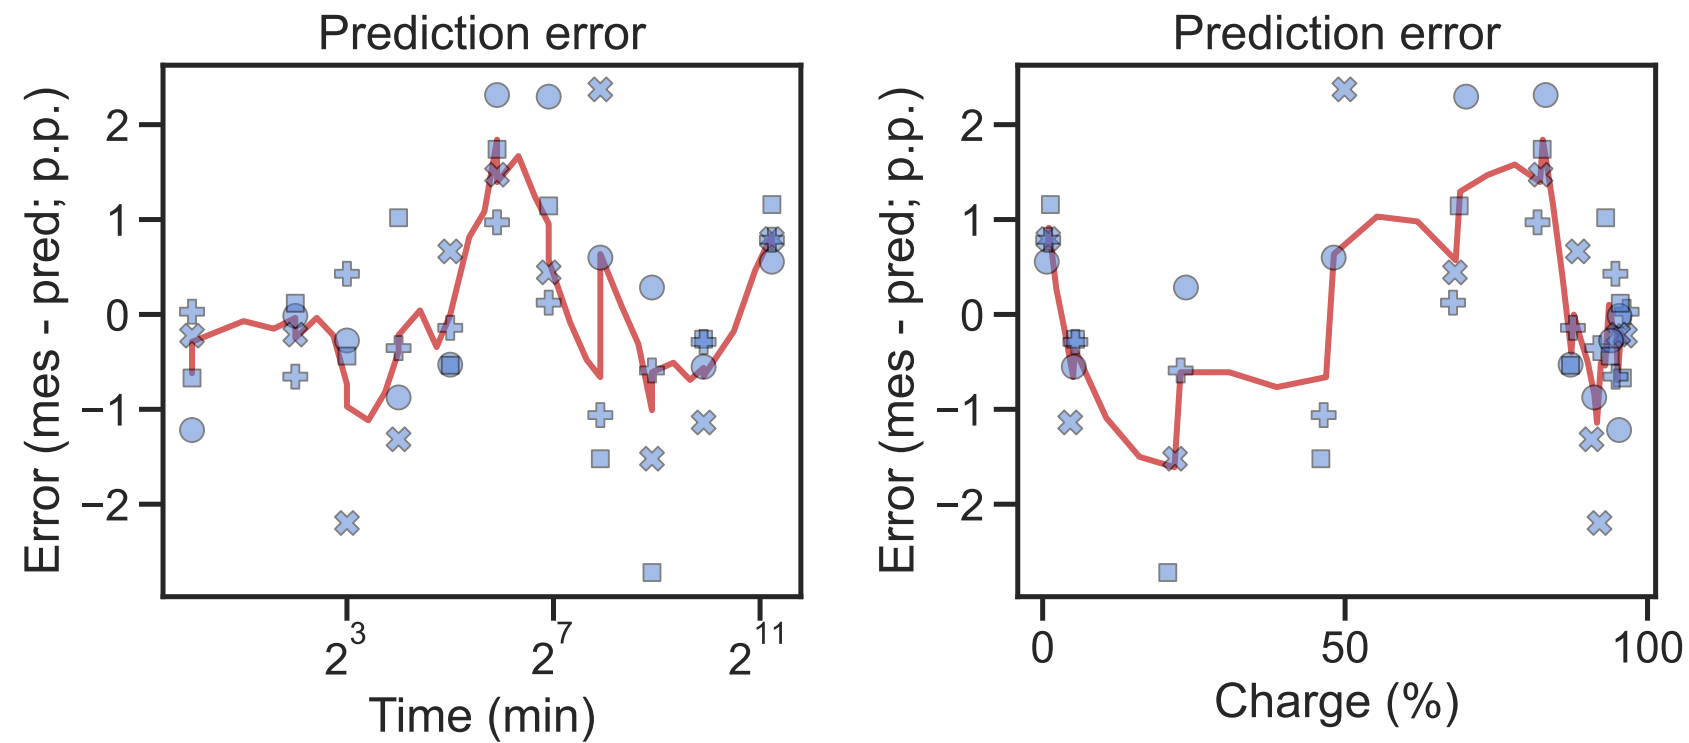 Prediction error
Error (mes - pred; p.p.)
2
1
0
−1
−2
2^3
2^7
2^11
Time (min)
Prediction error
Error (mes - pred; p.p.)
2
1
0
−1
−2
0
50
100
Charge (%)